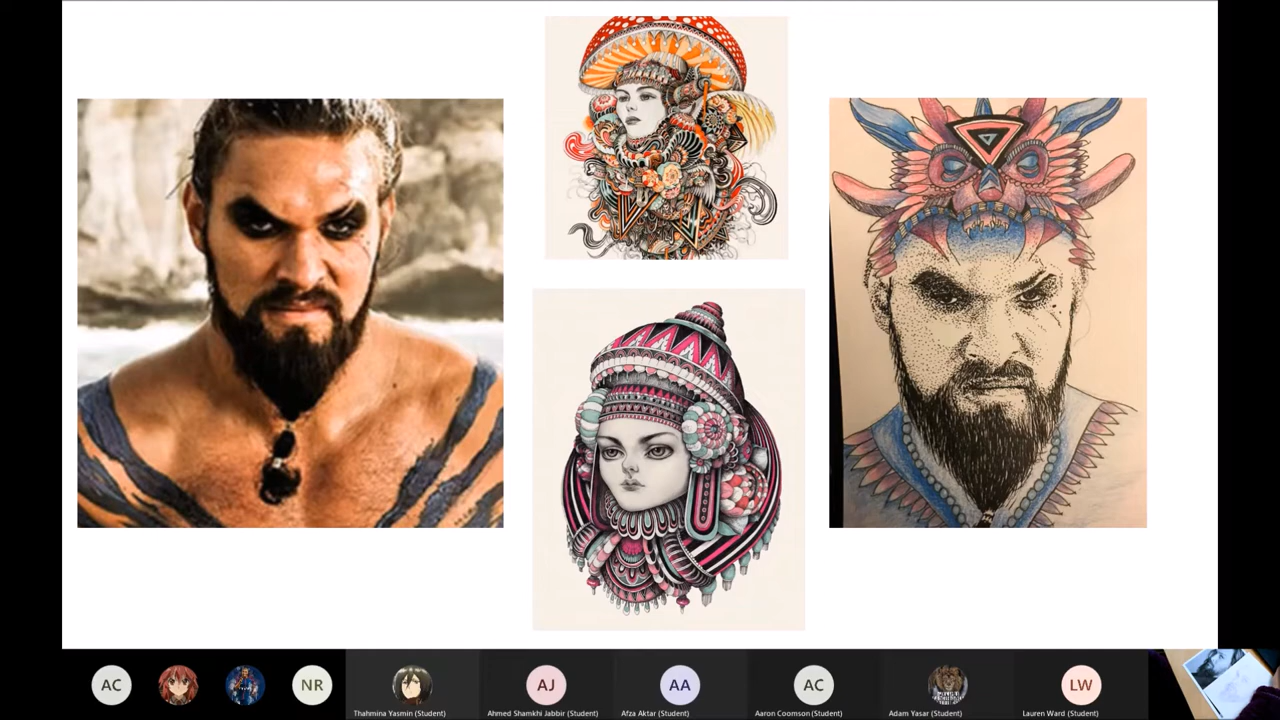 AC
NR
AJ
AA
AC
LW
Thahmina Yasmin (Student)
Ahmed Shamkhi Jabbir (Student)
Afza Aktar (Student)
Aaron Coomson (Student)
Adam Yasar (Student)
Lauren Ward (Student)